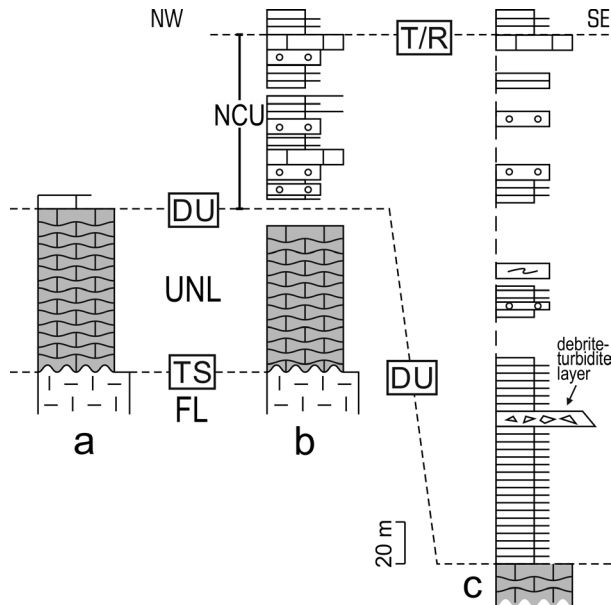 NW
T/R
SE
NCU
DU
UNL
debrite-
turbidite
layer
DU
TS
FL
a
b
20 m
c